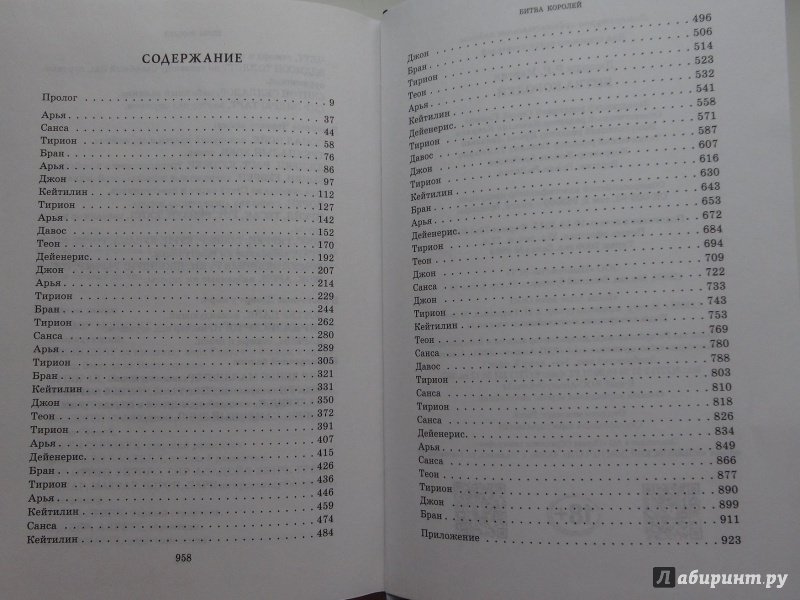 СОДЕРЖАНИЕ
Пролог . . . 9
Арья . . . 37
Санса . . . 44
Тирион . . . 58
Бран . . . 76
Арья . . . 86
Джон . . . 97
Кейтилин . . . 112
Тирион . . . 127
Арья . . . 142
Давос . . . 152
Теон . . . 170
Дейенерис . . . 192
Джон . . . 207
Арья . . . 214
Тирион . . . 229
Бран . . . 244
Тирион . . . 262
Санса . . . 280
Арья . . . 289
Тирион . . . 305
Бран . . . 321
Кейтилин . . . 331
Джон . . . 350
Теон . . . 372
Тирион . . . 391
Арья . . . 407
Дейенерис . . . 415
Бран . . . 426
Тирион . . . 436
Арья . . . 446
Кейтилин . . . 459
Санса . . . 474
Кейтилин . . . 484
958
БИТВА КОРОЛЕЙ
Джон . . . 496
Бран . . . 506
Тирион . . . 514
Теон . . . 523
Арья . . . 532
Кейтилин . . . 541
Дейенерис . . . 558
Тирион . . . 571
Давос . . . 587
Джон . . . 607
Тирион . . . 616
Кейтилин . . . 630
Бран . . . 643
Арья . . . 653
Дейенерис . . . 672
Тирион . . . 684
Теон . . . 694
Джон . . . 709
Санса . . . 722
Джон . . . 733
Тирион . . . 743
Кейтилин . . . 753
Теон . . . 769
Санса . . . 780
Давос . . . 788
Тирион . . . 803
Санса . . . 810
Тирион . . . 818
Санса . . . 826
Дейенерис . . . 834
Арья . . . 849
Санса . . . 866
Теон . . . 877
Тирион . . . 890
Джон . . . 899
Бран . . . 911
Приложение . . . 923
Лабиринт.ру